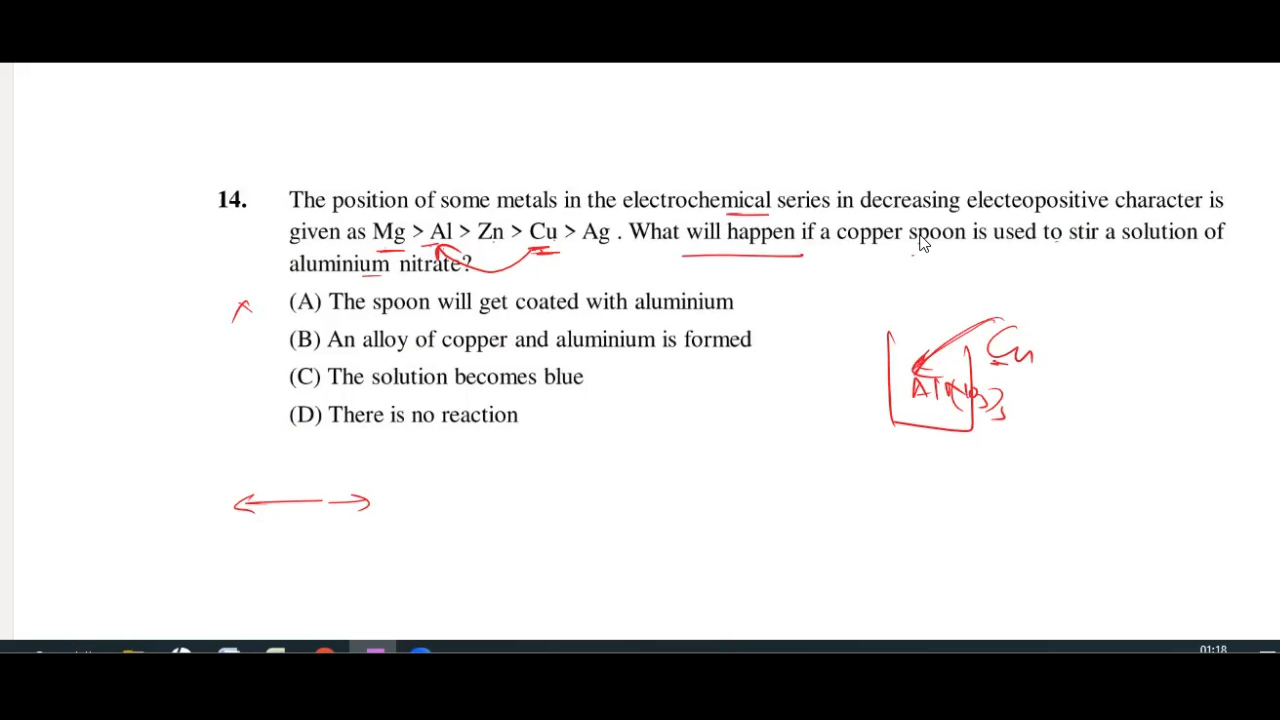 14. The position of some metals in the electrochemical series in decreasing electeopositive character is
given as Mg > Al > Zn > Cu > Ag . What will happen if a copper spoon is used to stir a solution of
aluminium nitrate?
(A) The spoon will get coated with aluminium
(B) An alloy of copper and aluminium is formed
(C) The solution becomes blue
(D) There is no reaction
Cu
Al(NO3)3
01:18